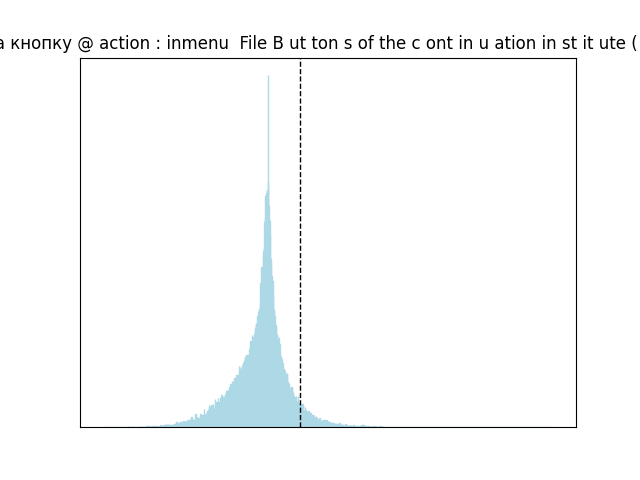 а кнопку @ action : inmenu File B ut ton s of the c ont in u ation in st it ute (